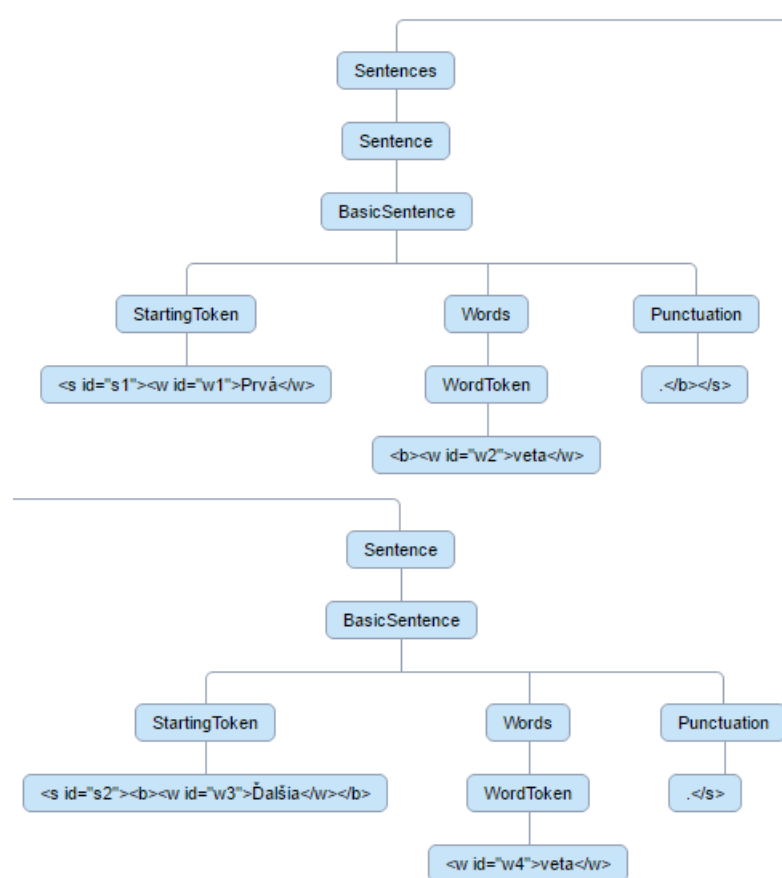 Sentences
Sentence
BasicSentence
StartingToken Words Punctuation
<s id="s1"><w id="w1">Prvá</w> WordToken .</b></s>
<b><w id="w2">veta</w>
Sentence
BasicSentence
StartingToken Words Punctuation
<s id="s2"><b><w id="w3">Ďalšia</w></b> WordToken .</s>
<w id="w4">veta</w>